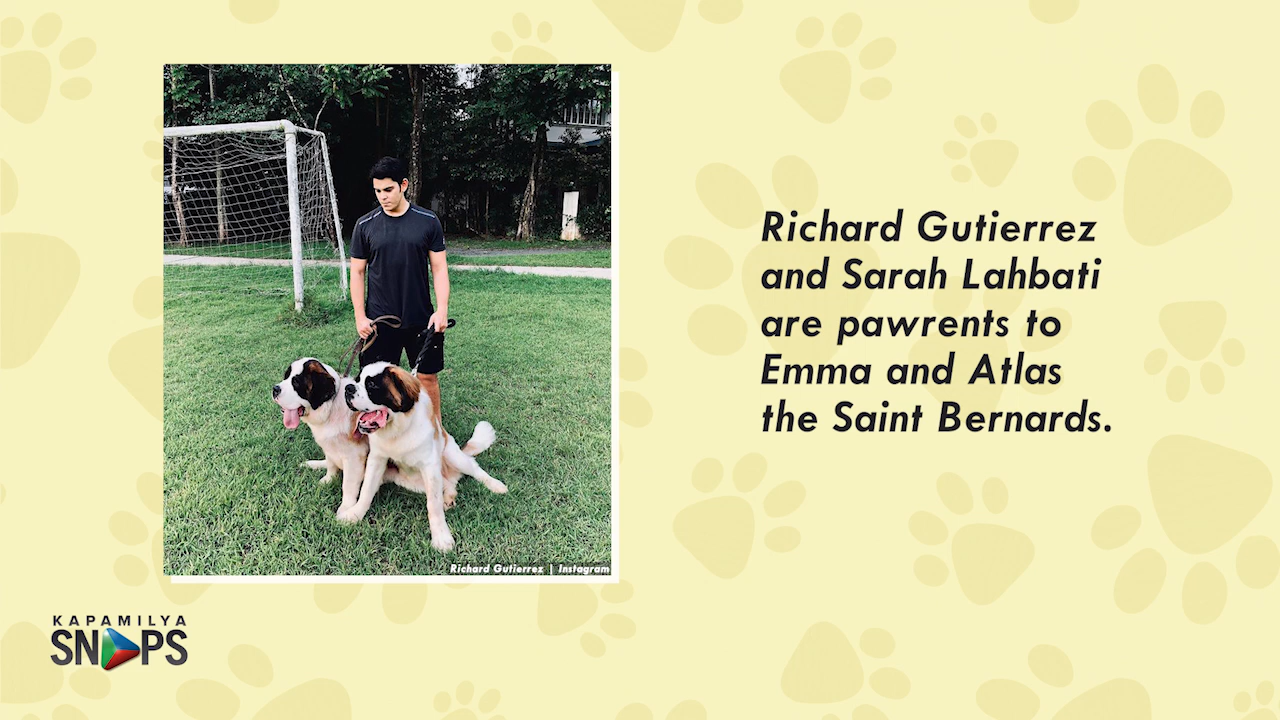 Richard Gutierrez
and Sarah Lahbati
are pawrents to
Emma and Atlas
the Saint Bernards.
Richard Gutierrez | Instagram
KAPAMILYA
SNAPS